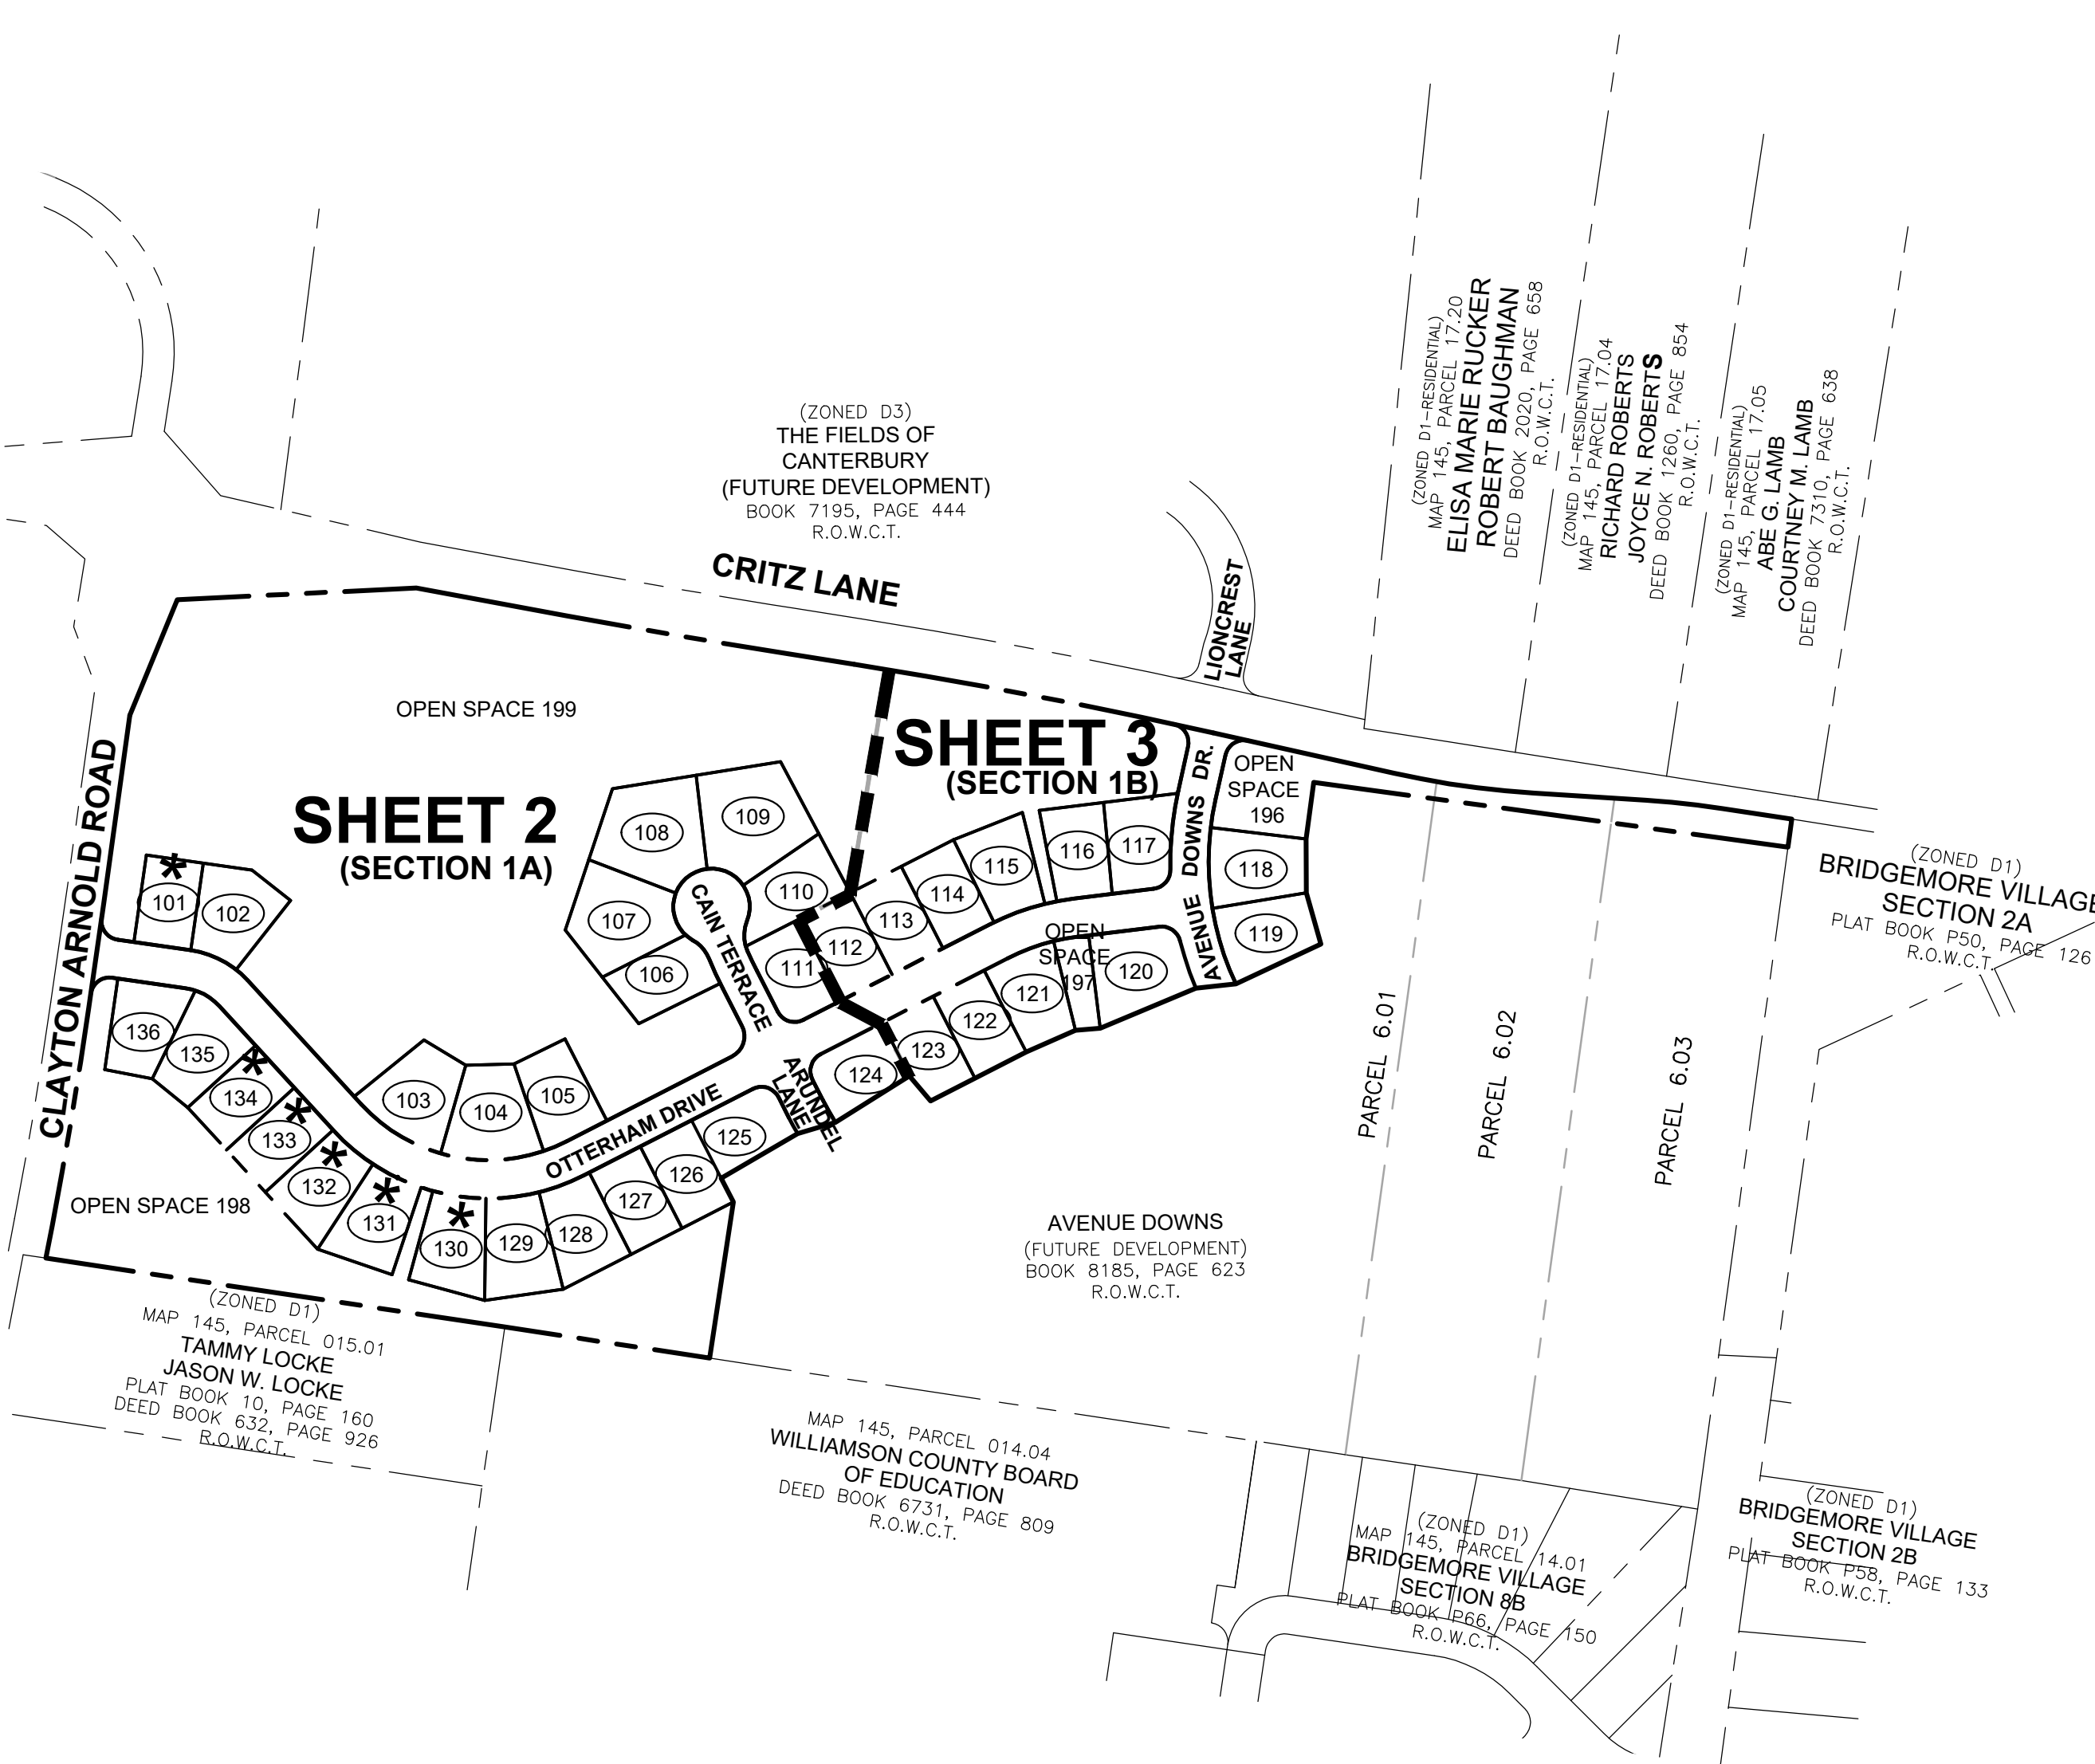 (ZONED D1-RESIDENTIAL)
MAP 145, PARCEL 17.20
ELISA MARIE RUCKER
ROBERT BAUGHMAN
DEED BOOK 2020, PAGE 658
R.O.W.C.T.
(ZONED D1-RESIDENTIAL)
MAP 145, PARCEL 17.04
RICHARD ROBERTS
JOYCE N. ROBERTS
DEED BOOK 1260, PAGE 854
R.O.W.C.T.
(ZONED D1-RESIDENTIAL)
MAP 145, PARCEL 17.05
ABE G. LAMB
COURTNEY M. LAMB
DEED BOOK 7310, PAGE 638
R.O.W.C.T.
(ZONED D3)
THE FIELDS OF
CANTERBURY
(FUTURE DEVELOPMENT)
BOOK 7195, PAGE 444
R.O.W.C.T.
CRITZ LANE
LIONCREST
LANE
OPEN SPACE 199
SHEET 3
(SECTION 1B)
SHEET 2
(SECTION 1A)
CLAYTON ARNOLD ROAD
OPEN
SPACE
196
AVENUE DOWNS DR.
108
109
110
107
106
CAIN TERRACE
111
112
113
114
115
116
117
118
119
OPEN
SPACE
197
120
121
122
123
124
*
101
102
136
135
*
134
*
133
*
132
*
131
*
130
129
128
127
126
125
103
104
105
OTTERHAM DRIVE
ARUNDEL
LANE
OPEN SPACE 198
PARCEL 6.01
PARCEL 6.02
PARCEL 6.03
(ZONED D1)
BRIDGEMORE VILLAGE
SECTION 2A
PLAT BOOK P50, PAGE 126
R.O.W.C.T.
AVENUE DOWNS
(FUTURE DEVELOPMENT)
BOOK 8185, PAGE 623
R.O.W.C.T.
(ZONED D1)
MAP 145, PARCEL 015.01
TAMMY LOCKE
JASON W. LOCKE
PLAT BOOK 10, PAGE 160
DEED BOOK 632, PAGE 926
R.O.W.C.T.
MAP 145, PARCEL 014.04
WILLIAMSON COUNTY BOARD
OF EDUCATION
DEED BOOK 6731, PAGE 809
R.O.W.C.T.
(ZONED D1)
MAP 145, PARCEL 14.01
BRIDGEMORE VILLAGE
SECTION 8B
PLAT BOOK P66, PAGE 150
R.O.W.C.T.
(ZONED D1)
BRIDGEMORE VILLAGE
SECTION 2B
PLAT BOOK P58, PAGE 133
R.O.W.C.T.